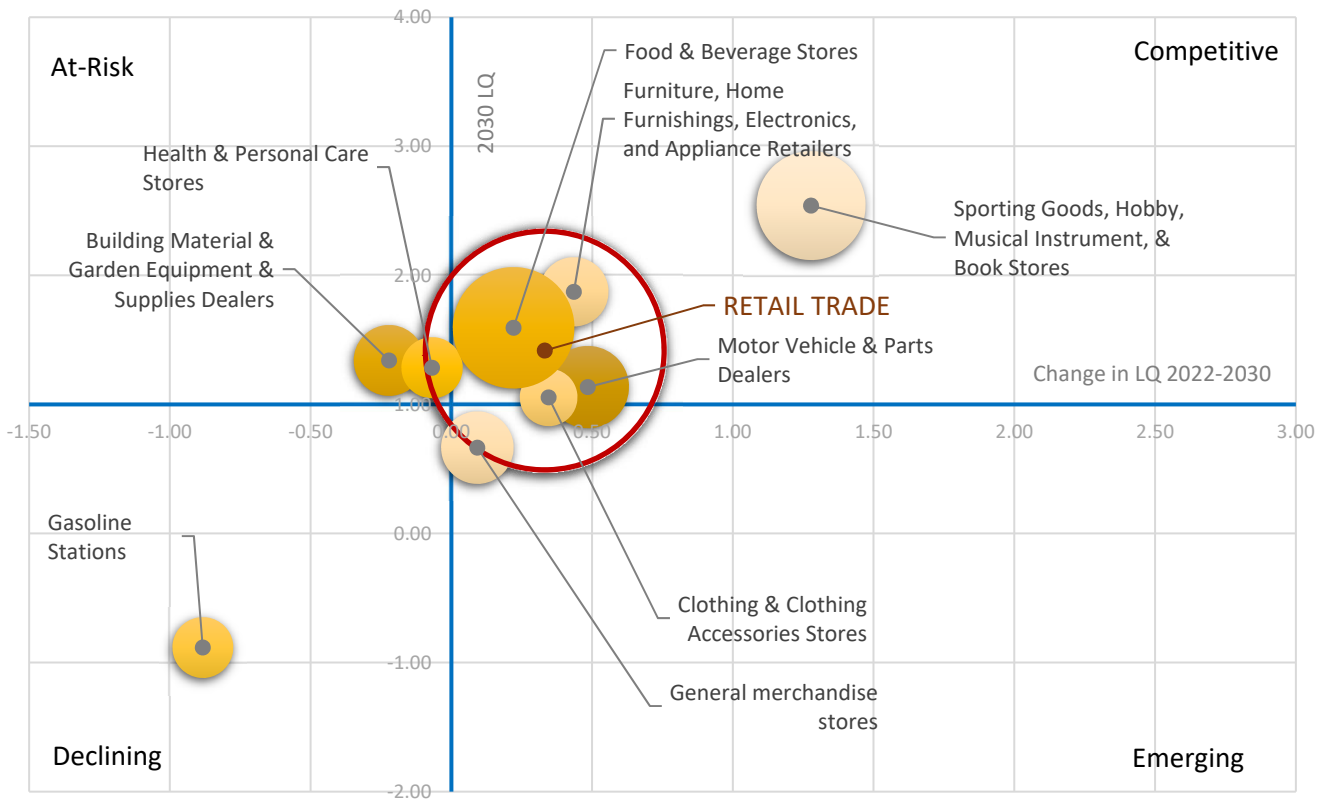 4.00
At-Risk
Competitive
Food & Beverage Stores
2030 LQ
Furniture, Home
Furnishings, Electronics,
and Appliance Retailers
3.00
Health & Personal Care
Stores
Sporting Goods, Hobby,
Musical Instrument, &
Book Stores
Building Material &
Garden Equipment &
Supplies Dealers
2.00
RETAIL TRADE
Motor Vehicle & Parts
Dealers
Change in LQ 2022-2030
1.00
-1.50 -1.00 -0.50 0.00 0.50 1.00 1.50 2.00 2.50 3.00
Gasoline
Stations
0.00
Clothing & Clothing
Accessories Stores
-1.00
General merchandise
stores
Declining
Emerging
-2.00